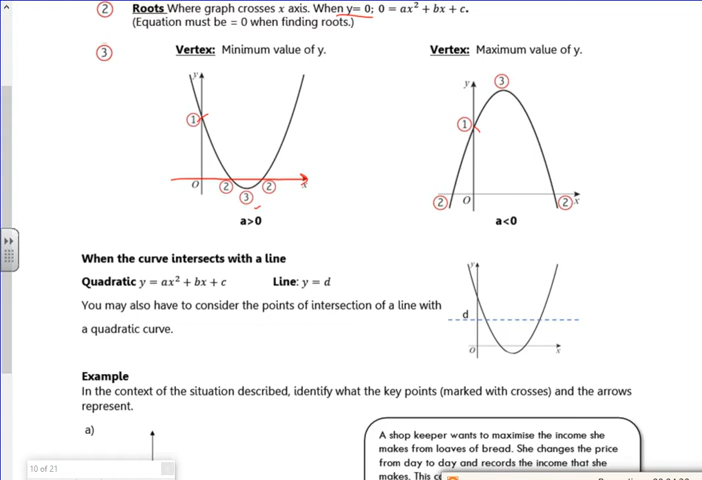 ② Roots Where graph crosses x axis. When y= 0; 0 = ax² + bx + c.
(Equation must be = 0 when finding roots.)
③ Vertex: Minimum value of y. Vertex: Maximum value of y.
y y ③
① ①
O ② ② x ② O ② x
③
a>0 a<0
When the curve intersects with a line
Quadratic y = ax² + bx + c Line: y = d
You may also have to consider the points of intersection of a line with
a quadratic curve.
y
d
O x
Example
In the context of the situation described, identify what the key points (marked with crosses) and the arrows
represent.
a)
A shop keeper wants to maximise the income she
makes from loaves of bread. She changes the price
from day to day and records the income that she
makes. This
10 of 21